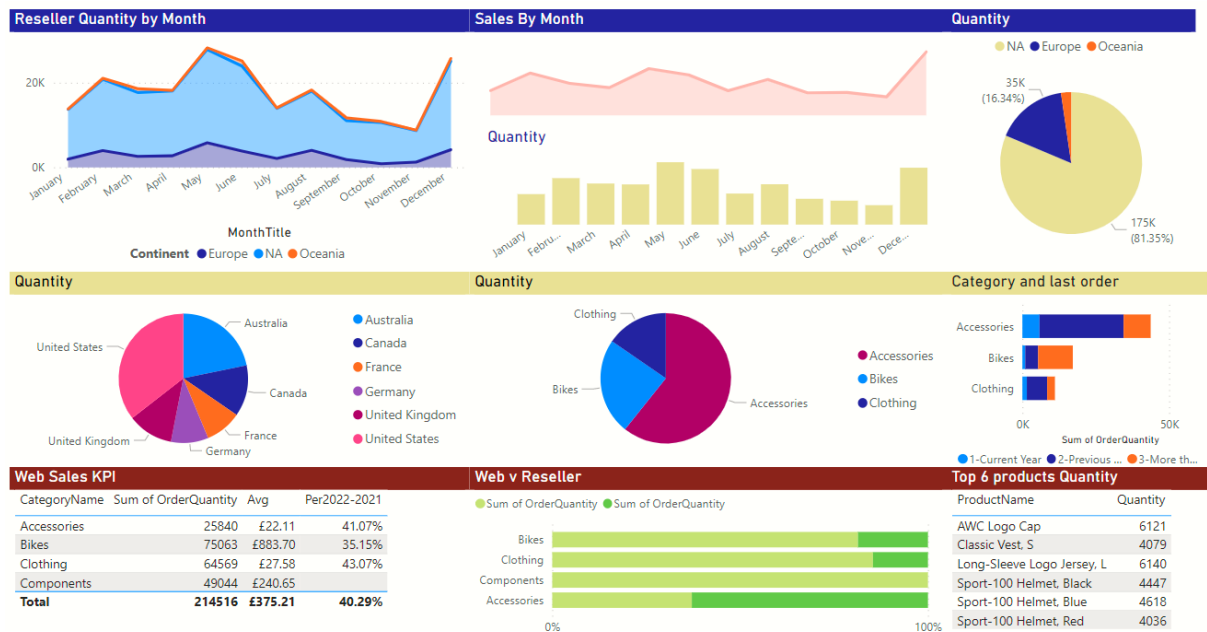 Reseller Quantity by Month
20K
0K
January
February
March
April
May
June
July
August
September
October
November
December
MonthTitle
Continent Europe NA Oceania
Sales By Month
Quantity
January
Febru...
March
April
May
June
July
August
Septe...
October
Nove...
Dece...
Quantity
NA Europe Oceania
35K
(16.34%)
175K
(81.35%)
Quantity
Australia
United States
Canada
United Kingdom
France
Germany
Australia
Canada
France
Germany
United Kingdom
United States
Quantity
Clothing
Bikes
Accessories
Accessories
Bikes
Clothing
Category and last order
Accessories
Bikes
Clothing
0K 50K
Sum of OrderQuantity
1-Current Year 2-Previous ... 3-More th...
Web Sales KPI
CategoryName Sum of OrderQuantity Avg Per2022-2021
Accessories 25840 £22.11 41.07%
Bikes 75063 £883.70 35.15%
Clothing 64569 £27.58 43.07%
Components 49044 £240.65
Total 214516 £375.21 40.29%
Web v Reseller
Sum of OrderQuantity Sum of OrderQuantity
Bikes
Clothing
Components
Accessories
0% 100%
Top 6 products Quantity
ProductName Quantity
AWC Logo Cap 6121
Classic Vest, S 4079
Long-Sleeve Logo Jersey, L 6140
Sport-100 Helmet, Black 4447
Sport-100 Helmet, Blue 4618
Sport-100 Helmet, Red 4036